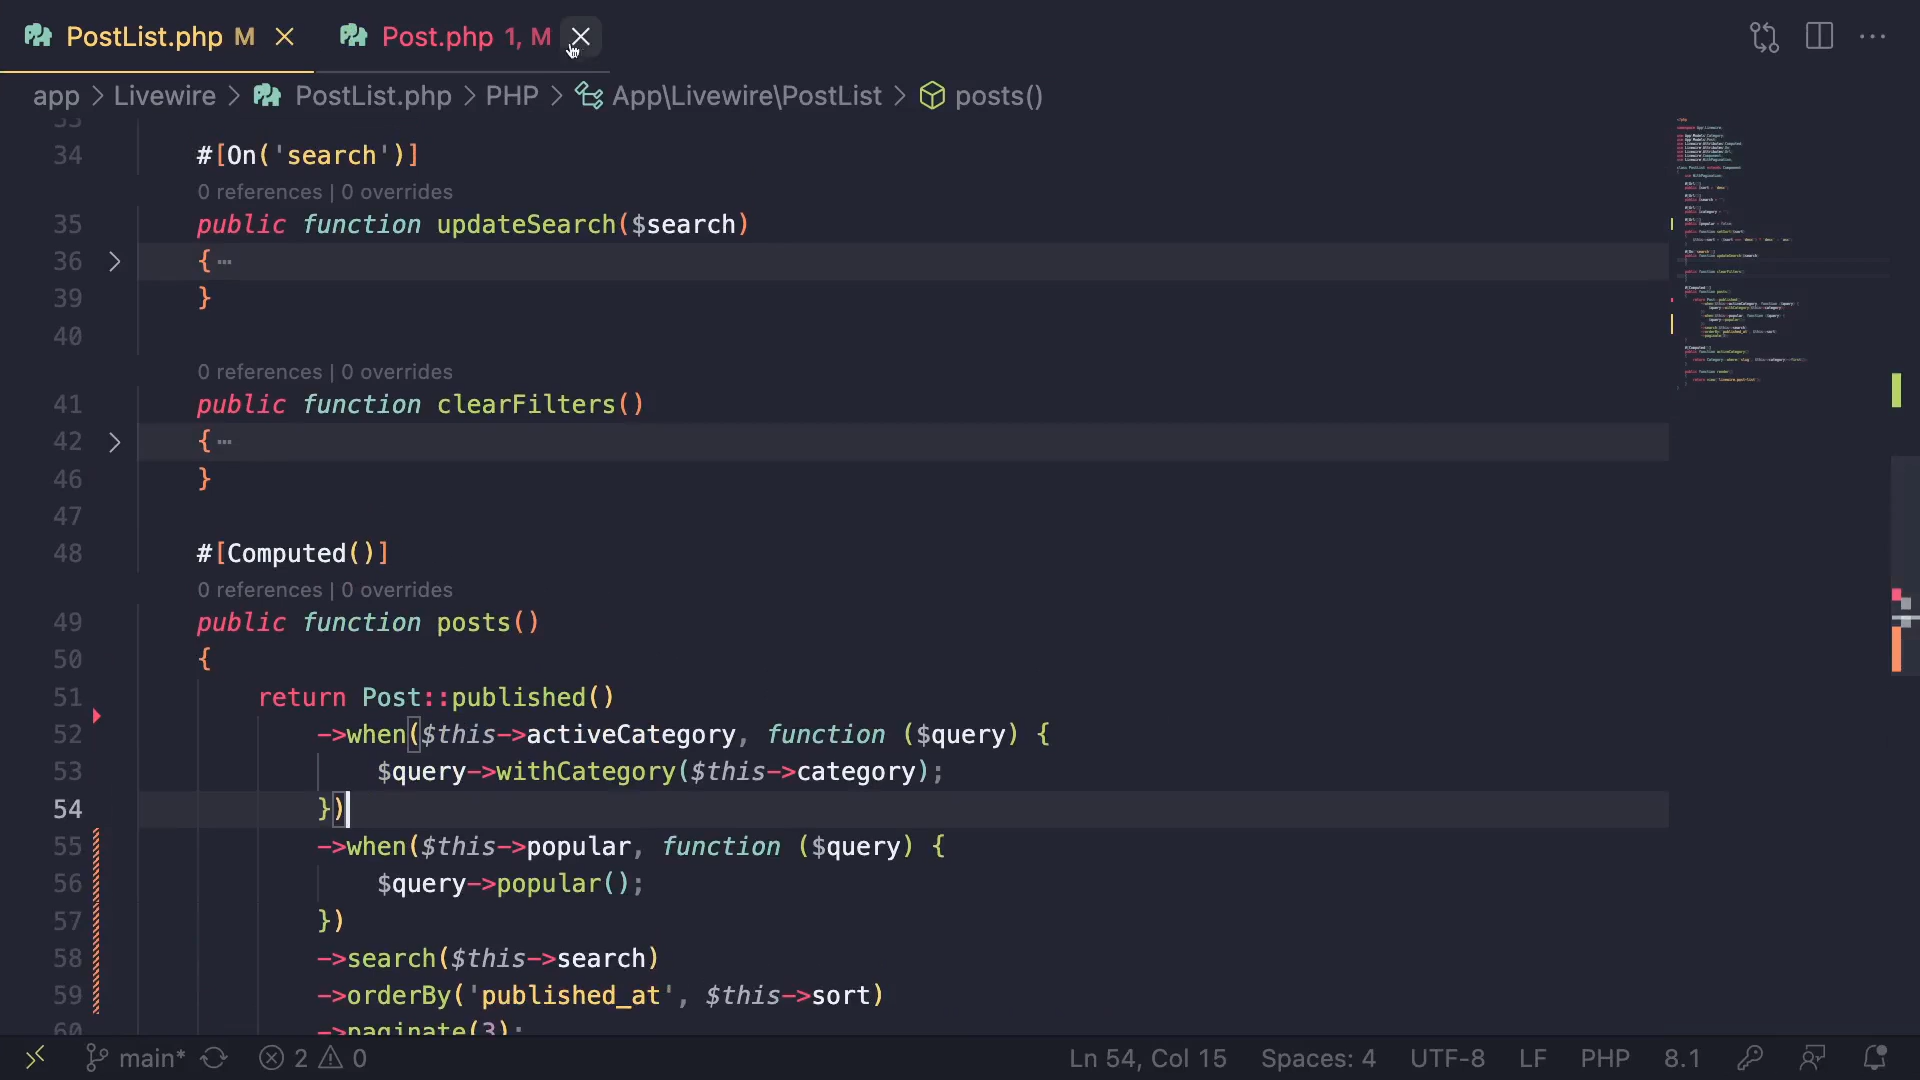 PostList.php M
Post.php 1, M
app > Livewire > PostList.php > PHP > App\Livewire\PostList > posts()
34 #[On('search')]
0 references | 0 overrides
35 public function updateSearch($search)
36 { …
39 }
40
0 references | 0 overrides
41 public function clearFilters()
42 { …
46 }
47
48 #[Computed()]
0 references | 0 overrides
49 public function posts()
50 {
51 return Post::published()
52 ->when($this->activeCategory, function ($query) {
53 $query->withCategory($this->category);
54 })
55 ->when($this->popular, function ($query) {
56 $query->popular();
57 })
58 ->search($this->search)
59 ->orderBy('published_at', $this->sort)
60 ->paginate(3);
main* 2 0 Ln 54, Col 15 Spaces: 4 UTF-8 LF PHP 8.1